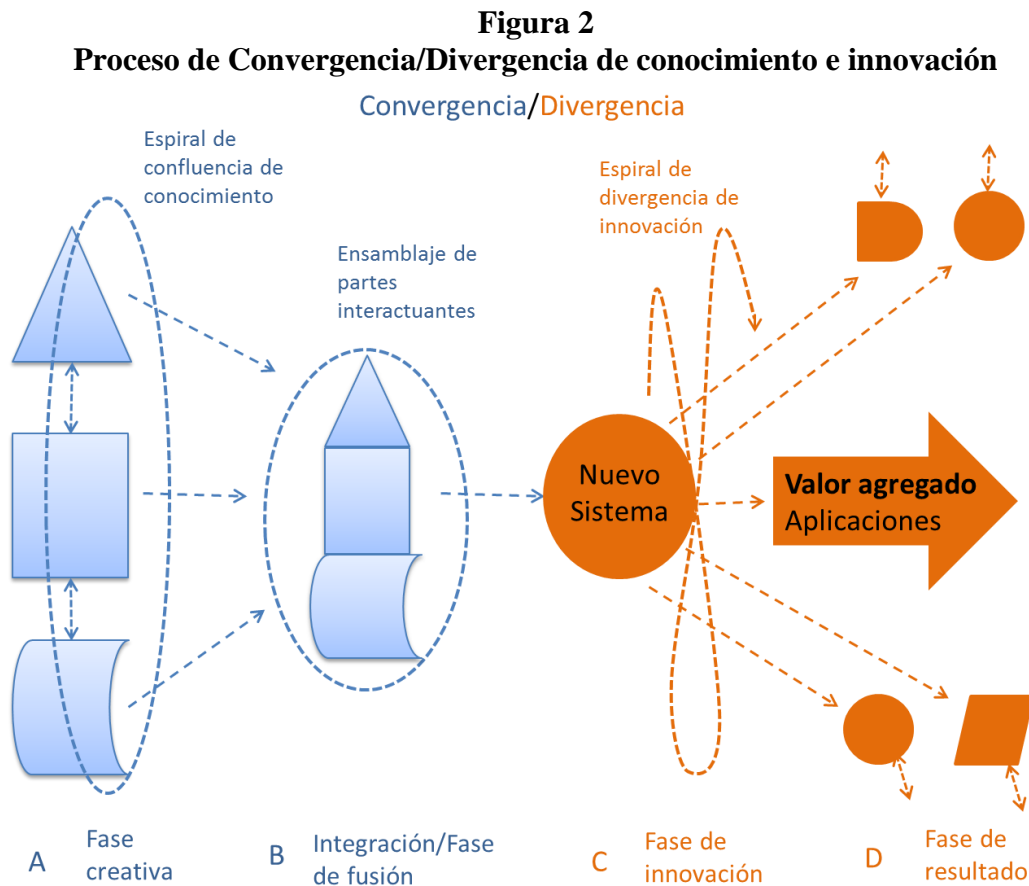 Figura 2
Proceso de Convergencia/Divergencia de conocimiento e innovación
Convergencia/Divergencia
Espiral de
confluencia de
conocimiento
Ensamblaje de
partes
interactuantes
Espiral de
divergencia de
innovación
Nuevo
Sistema
Valor agregado
Aplicaciones
A
Fase
creativa
B
Integración/Fase
de fusión
C
Fase de
innovación
D
Fase de
resultado